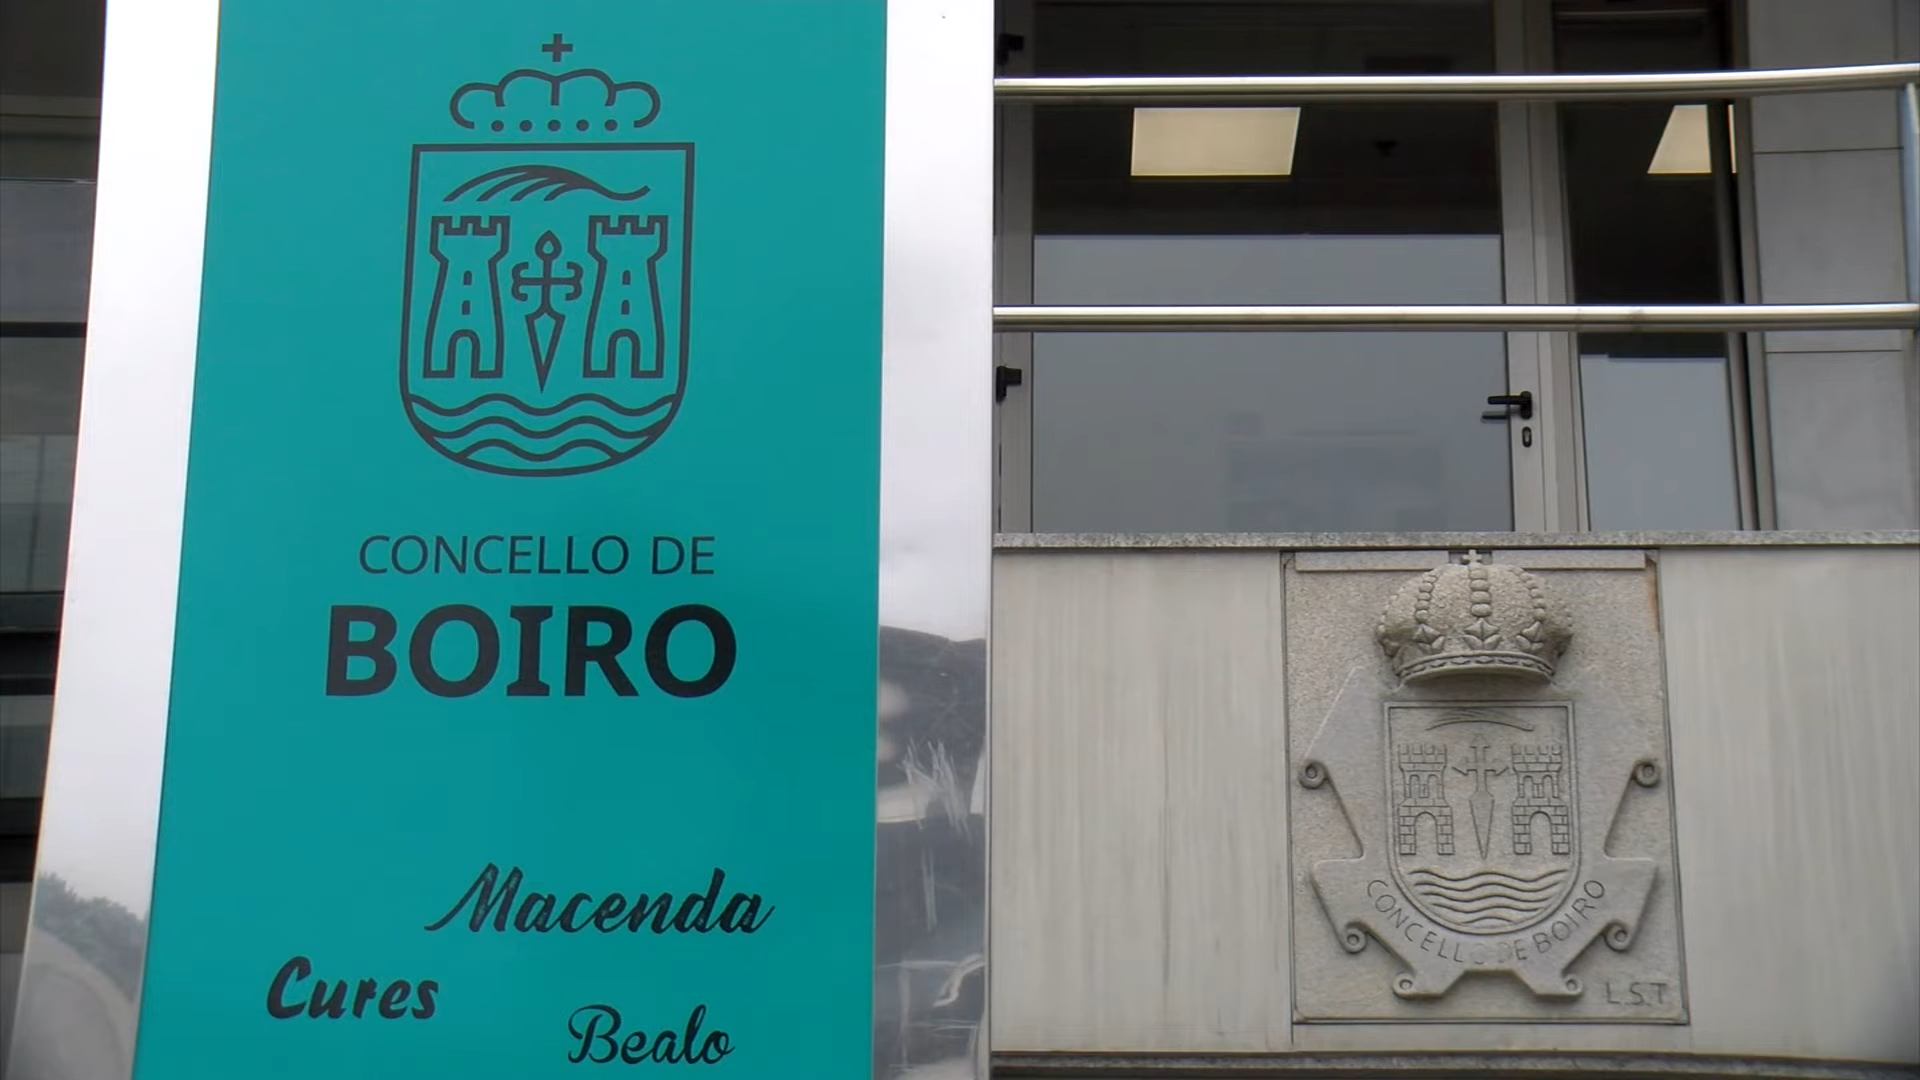 CONCELLO DE
BOIRO
Macenda
Cures
Bealo
CONCELLO DE BOIRO
L.S.T